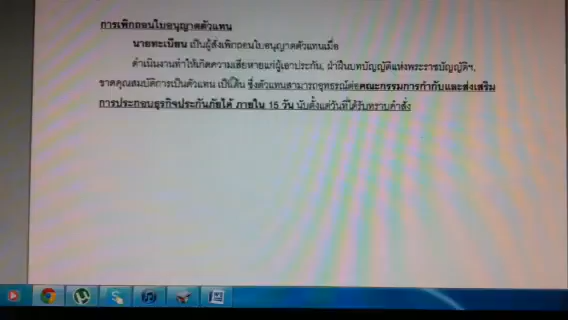 การเพิกถอนใบอนุญาตตัวแทน
นายทะเบียน เป็นผู้สั่งเพิกถอนใบอนุญาตตัวแทนเมื่อ
ดำเนินงานทำให้เกิดความเสียหายแก่ผู้เอาประกัน, ฝ่าฝืนบทบัญญัติแห่งพระราชบัญญัติฯ,
ขาดคุณสมบัติการเป็นตัวแทน เป็นต้น ซึ่งตัวแทนสามารถอุทธรณ์ต่อคณะกรรมการกำกับและส่งเสริม
การประกอบธุรกิจประกันภัยได้ ภายใน 15 วัน นับตั้งแต่วันที่ได้รับทราบคำสั่ง